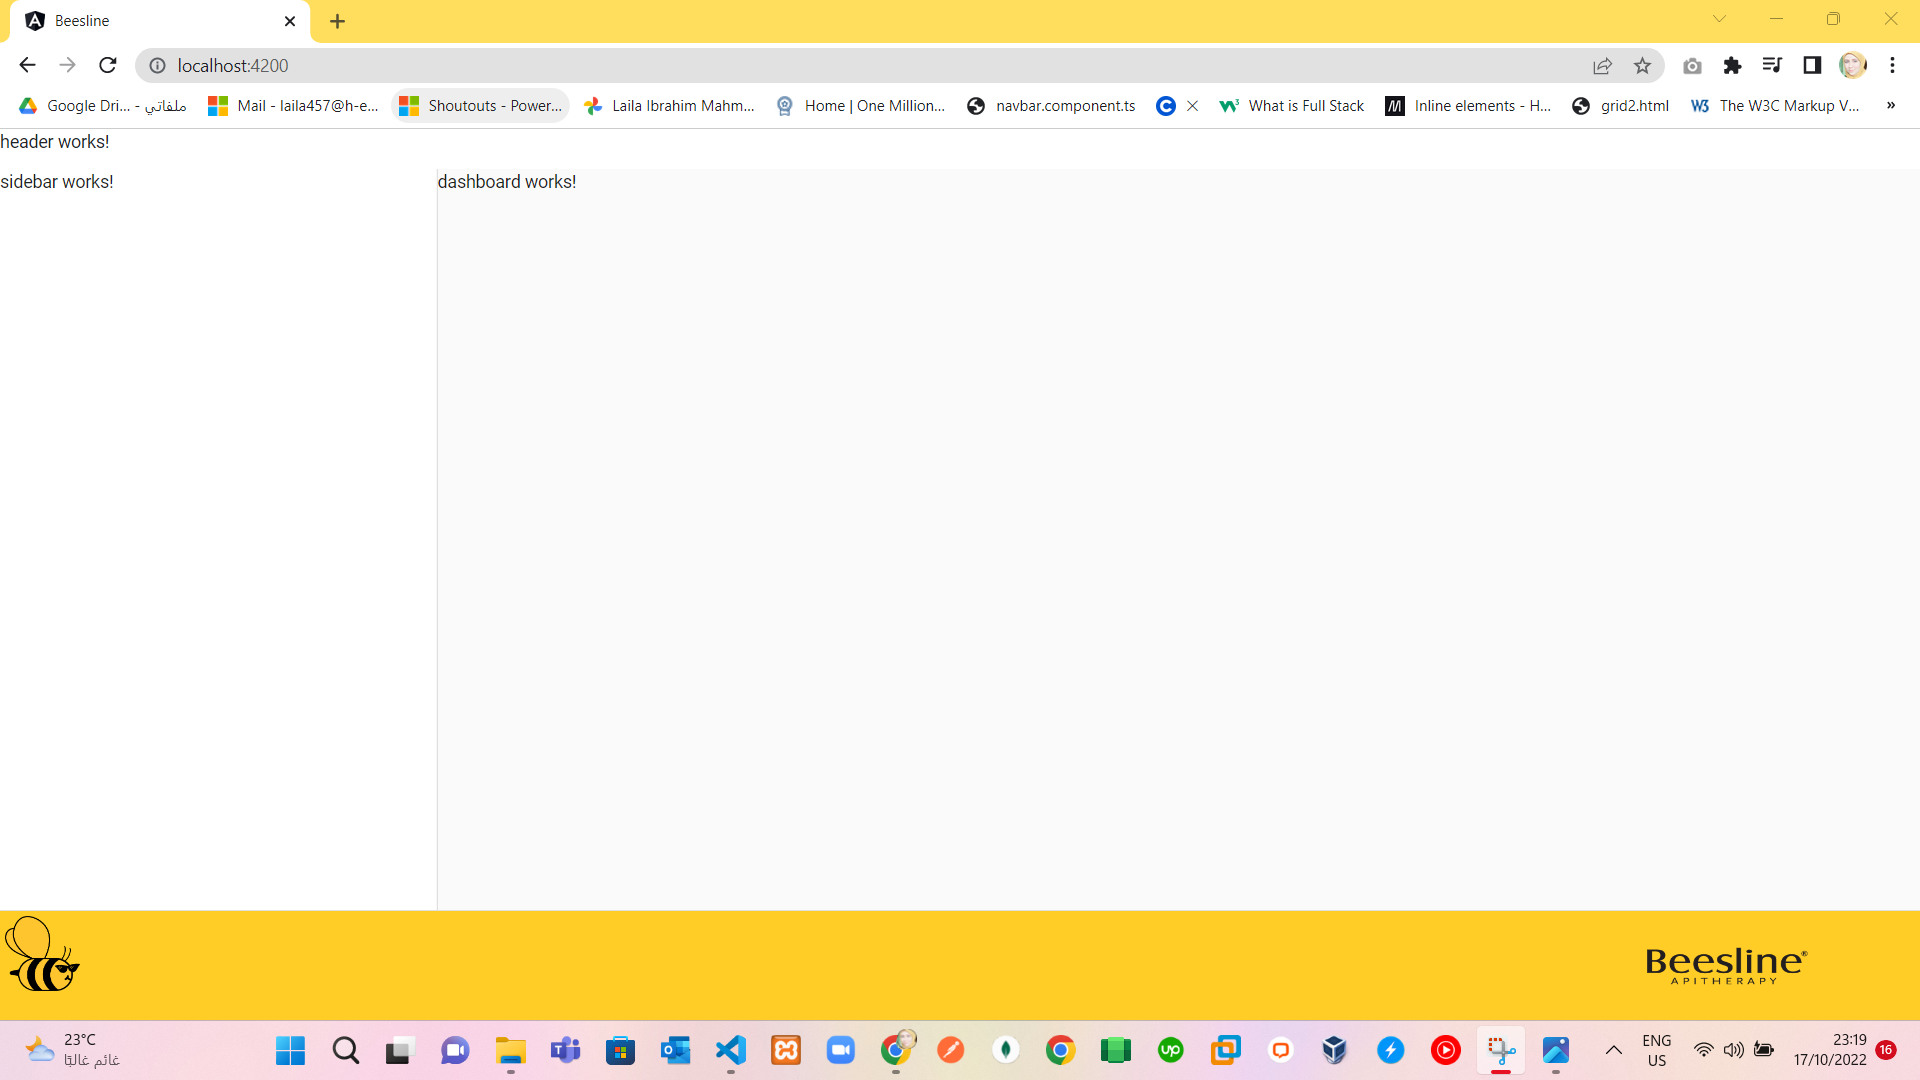 Beesline
localhost:4200
Google Dri... - ملفاتي
Mail - laila457@h-e...
Shoutouts - Power...
Laila Ibrahim Mahm...
Home | One Million...
navbar.component.ts
What is Full Stack
Inline elements - H...
grid2.html
The W3C Markup V...
»
header works!
sidebar works!
dashboard works!
Beesline®
APITHERAPY
23°C
غائم غالبًا
ENG
US
23:19
17/10/2022
16